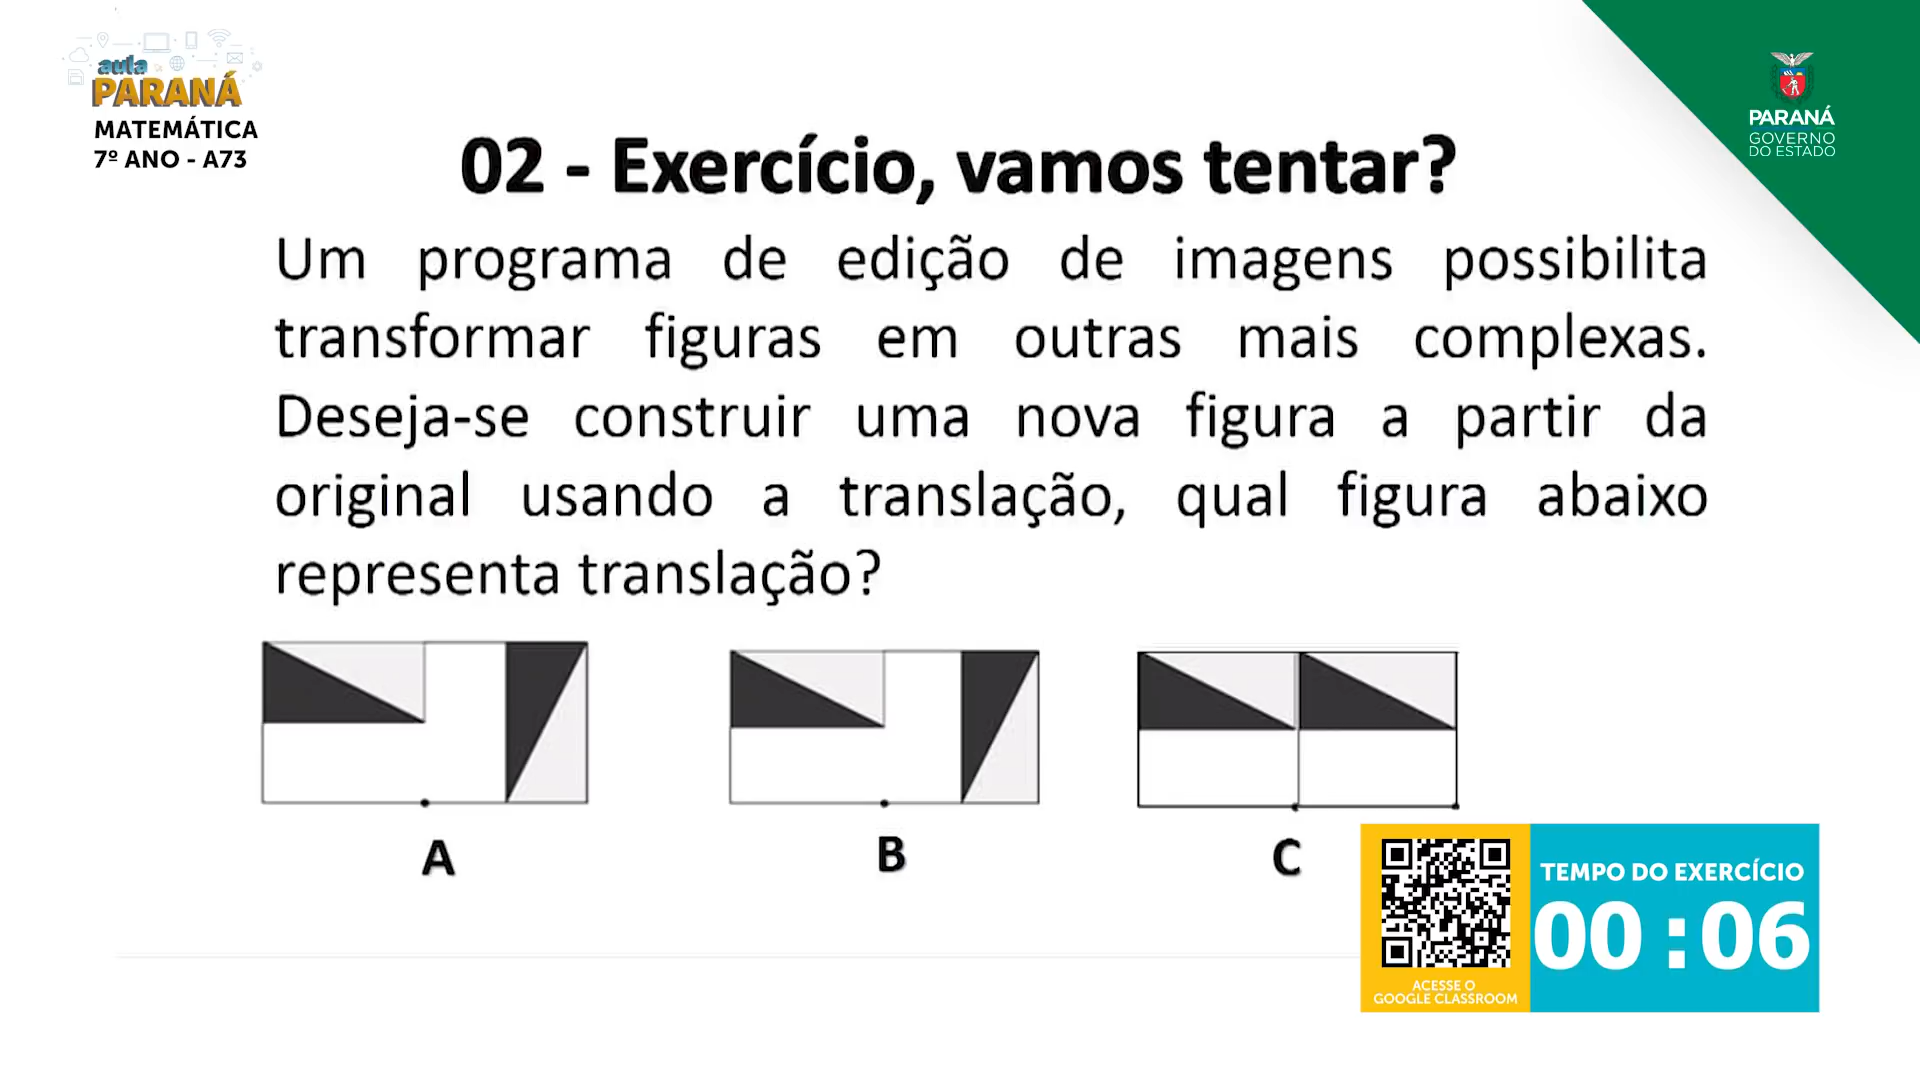 aula
PARANÁ
MATEMÁTICA
7º ANO - A73
PARANÁ
GOVERNO
DO ESTADO
02 - Exercício, vamos tentar?
Um programa de edição de imagens possibilita
transformar figuras em outras mais complexas.
Deseja-se construir uma nova figura a partir da
original usando a translação, qual figura abaixo
representa translação?
A
B
C
ACESSE O
GOOGLE CLASSROOM
TEMPO DO EXERCÍCIO
00:06